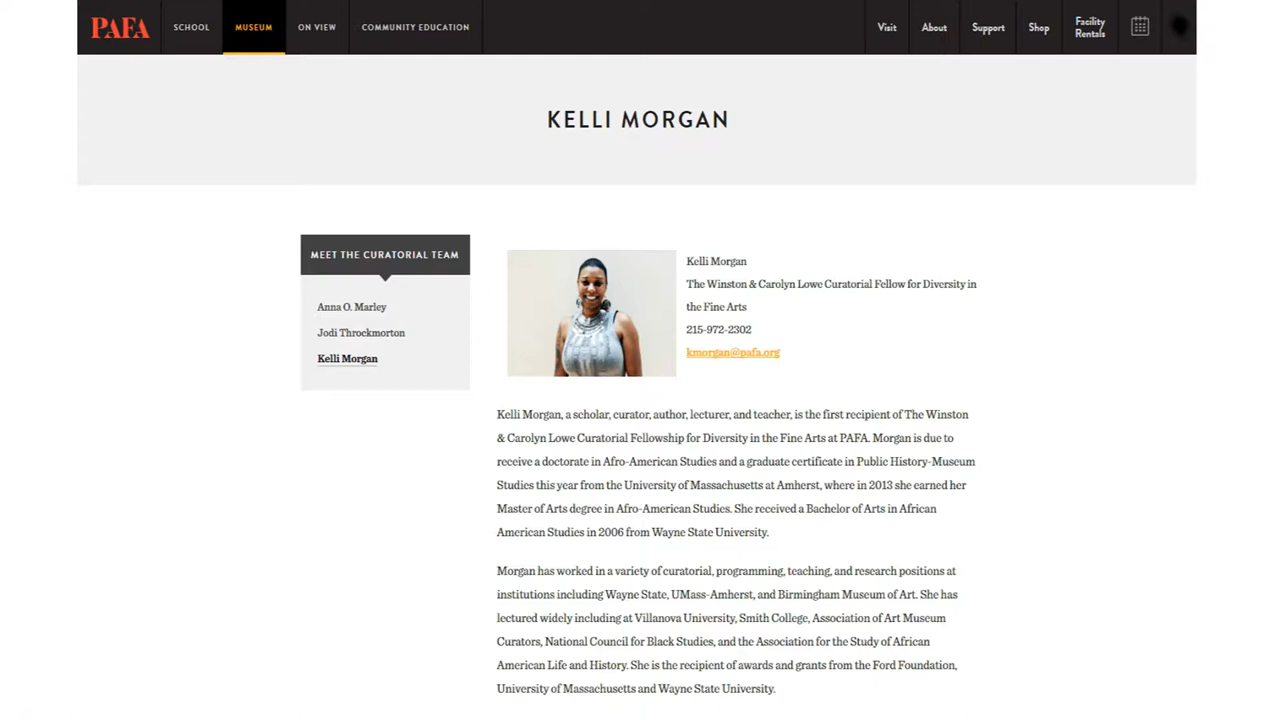 PAFA SCHOOL MUSEUM ON VIEW COMMUNITY EDUCATION Visit About Support Shop Facility Rentals
KELLI MORGAN
MEET THE CURATORIAL TEAM
Anna O. Marley
Jodi Throckmorton
Kelli Morgan
Kelli Morgan
The Winston & Carolyn Lowe Curatorial Fellow for Diversity in
the Fine Arts
215-972-2302
kmorgan@pafa.org
Kelli Morgan, a scholar, curator, author, lecturer, and teacher, is the first recipient of The Winston
& Carolyn Lowe Curatorial Fellowship for Diversity in the Fine Arts at PAFA. Morgan is due to
receive a doctorate in Afro-American Studies and a graduate certificate in Public History-Museum
Studies this year from the University of Massachusetts at Amherst, where in 2013 she earned her
Master of Arts degree in Afro-American Studies. She received a Bachelor of Arts in African
American Studies in 2006 from Wayne State University.
Morgan has worked in a variety of curatorial, programming, teaching, and research positions at
institutions including Wayne State, UMass-Amherst, and Birmingham Museum of Art. She has
lectured widely including at Villanova University, Smith College, Association of Art Museum
Curators, National Council for Black Studies, and the Association for the Study of African
American Life and History. She is the recipient of awards and grants from the Ford Foundation,
University of Massachusetts and Wayne State University.